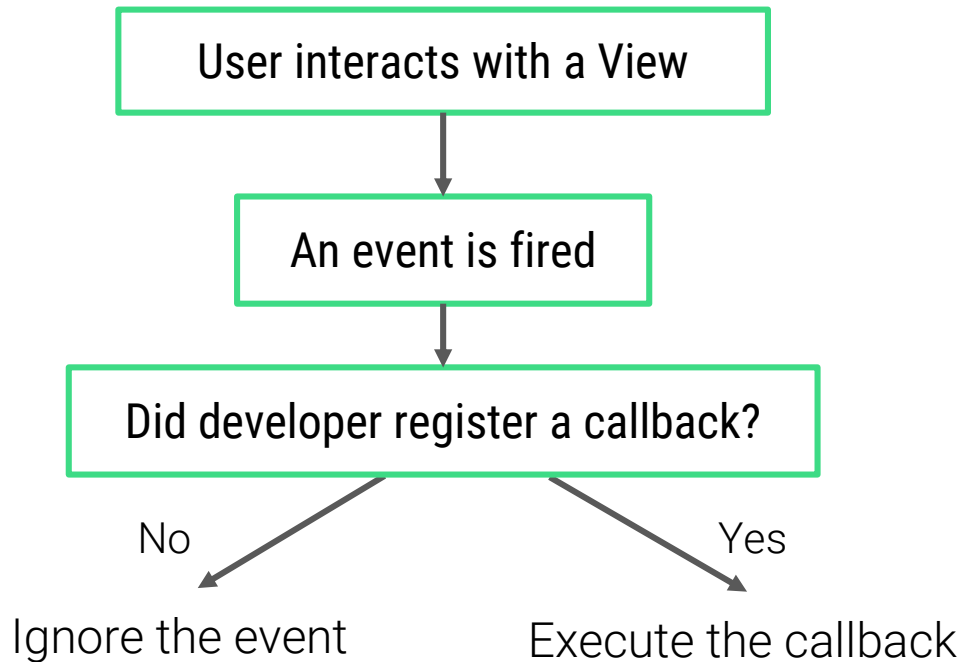 User interacts with a View
An event is fired
Did developer register a callback?
No
Yes
Ignore the event
Execute the callback